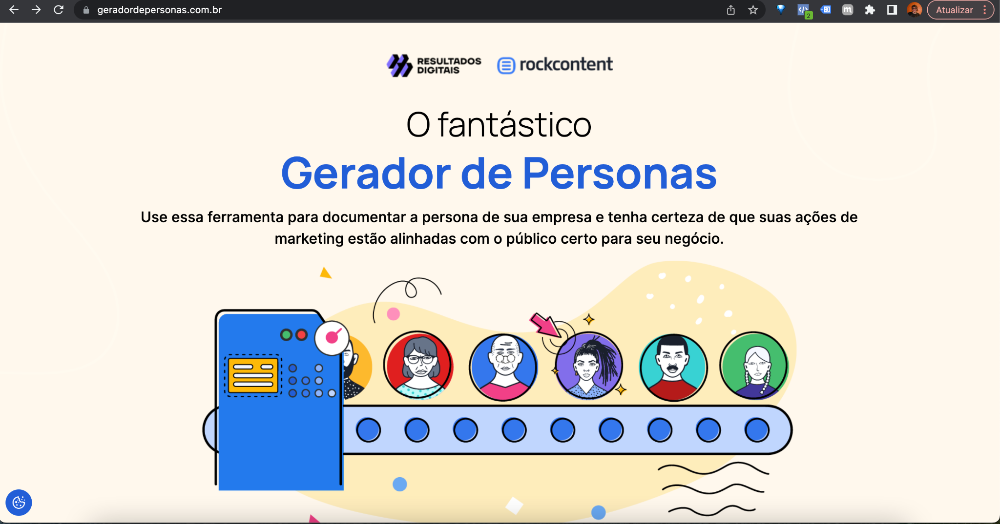 geradordepersonas.com.br
2
m
Atualizar
RESULTADOS
DIGITAIS
rockcontent
O fantástico
Gerador de Personas
Use essa ferramenta para documentar a persona de sua empresa e tenha certeza de que suas ações de
marketing estão alinhadas com o público certo para seu negócio.